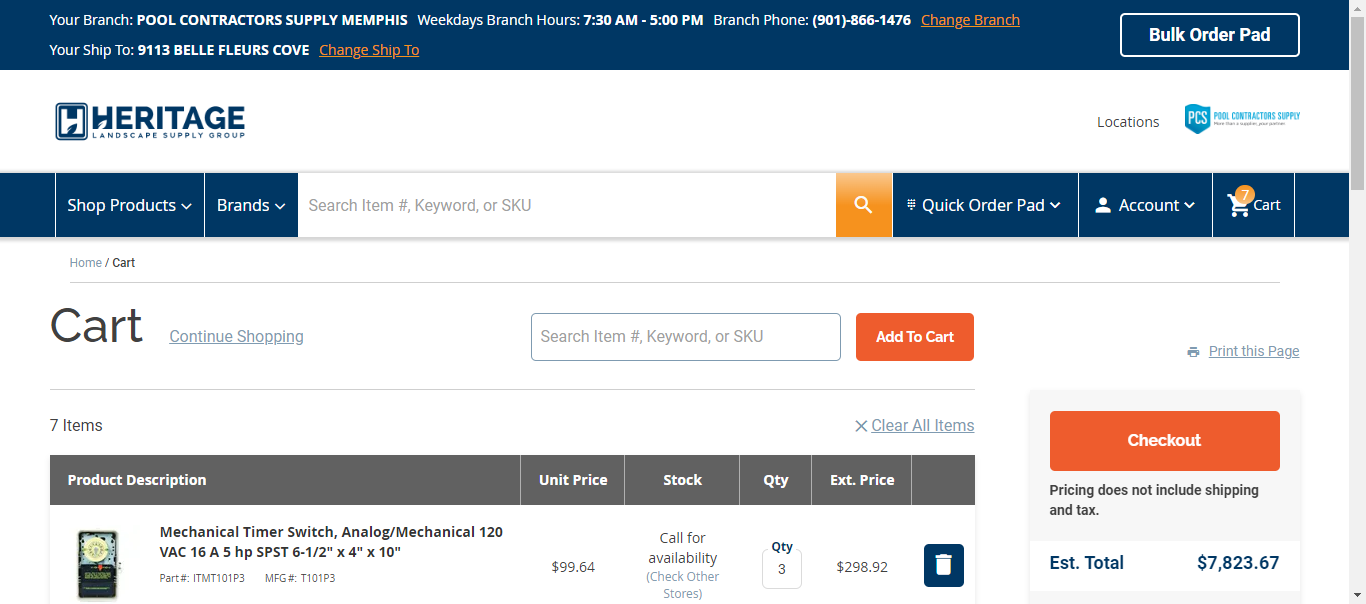 Your Branch: POOL CONTRACTORS SUPPLY MEMPHIS Weekdays Branch Hours: 7:30 AM - 5:00 PM Branch Phone: (901)-866-1476 Change Branch
Your Ship To: 9113 BELLE FLEURS COVE Change Ship To
Bulk Order Pad
HERITAGE
LANDSCAPE SUPPLY GROUP
Locations
PCS POOL CONTRACTORS SUPPLY
More than a supplier, your partner
Shop Products
Brands
Search Item #, Keyword, or SKU
Quick Order Pad
Account
7
Cart
Home / Cart
Cart
Continue Shopping
Search Item #, Keyword, or SKU
Add To Cart
Print this Page
7 Items
Clear All Items
Checkout
Pricing does not include shipping
and tax.
Est. Total $7,823.67
Product Description Unit Price Stock Qty Ext. Price
Mechanical Timer Switch, Analog/Mechanical 120
VAC 16 A 5 hp SPST 6-1/2" x 4" x 10"
Part#: ITMT101P3 MFG#: T101P3
$99.64
Call for
availability
(Check Other
Stores)
Qty
3
$298.92